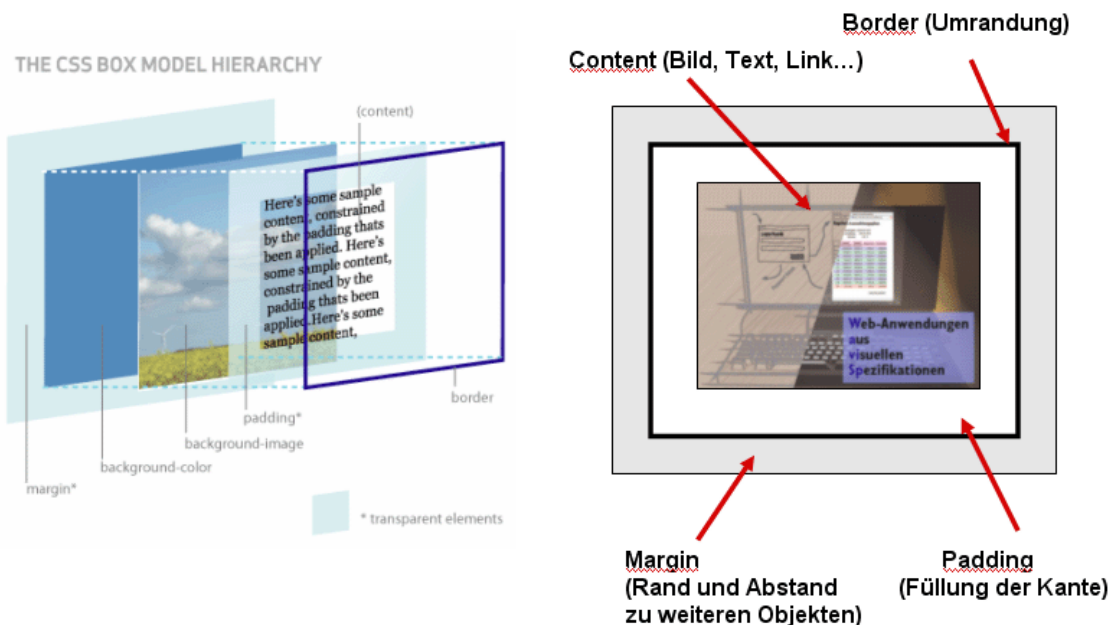 THE CSS BOX MODEL HIERARCHY
(content)
Here's some sample
content, constrained
by the padding thats
been applied. Here's
some sample content,
constrained by the
padding thats been
applied.Here's some
sample content,
border
padding*
background-image
background-color
margin*
* transparent elements
Border (Umrandung)
Content (Bild, Text, Link...)
Web-Anwendungen
aus
visuellen
Spezifikationen
Margin
(Rand und Abstand
zu weiteren Objekten)
Padding
(Füllung der Kante)